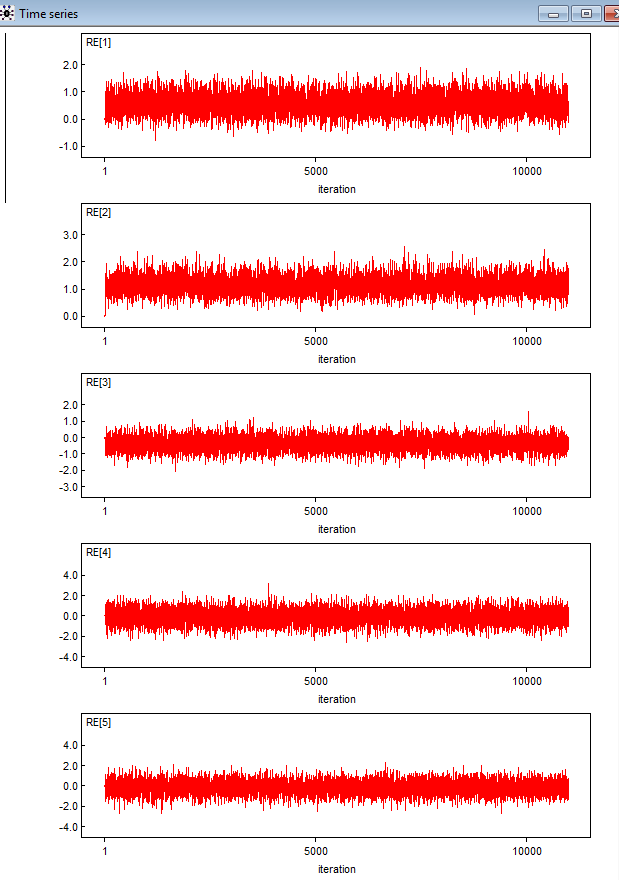 Time series
RE[1]
2.0
1.0
0.0
-1.0
1 5000 10000
iteration
RE[2]
3.0
2.0
1.0
0.0
1 5000 10000
iteration
RE[3]
2.0
1.0
0.0
-1.0
-2.0
-3.0
1 5000 10000
iteration
RE[4]
4.0
2.0
0.0
-2.0
-4.0
1 5000 10000
iteration
RE[5]
4.0
2.0
0.0
-2.0
-4.0
1 5000 10000
iteration